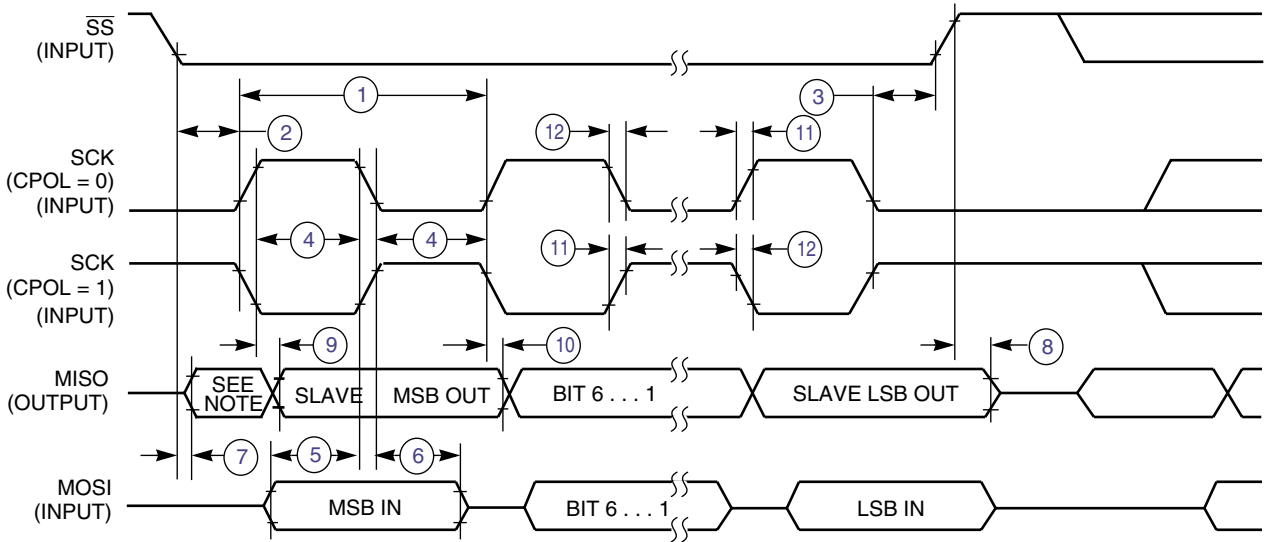 SS
(INPUT)
1
3
2
12
11
SCK
(CPOL = 0)
(INPUT)
4
4
11
12
SCK
(CPOL = 1)
(INPUT)
9
10
8
MISO
(OUTPUT)
SEE
NOTE
SLAVE
MSB OUT
BIT 6 . . . 1
SLAVE LSB OUT
7
5
6
MOSI
(INPUT)
MSB IN
BIT 6 . . . 1
LSB IN